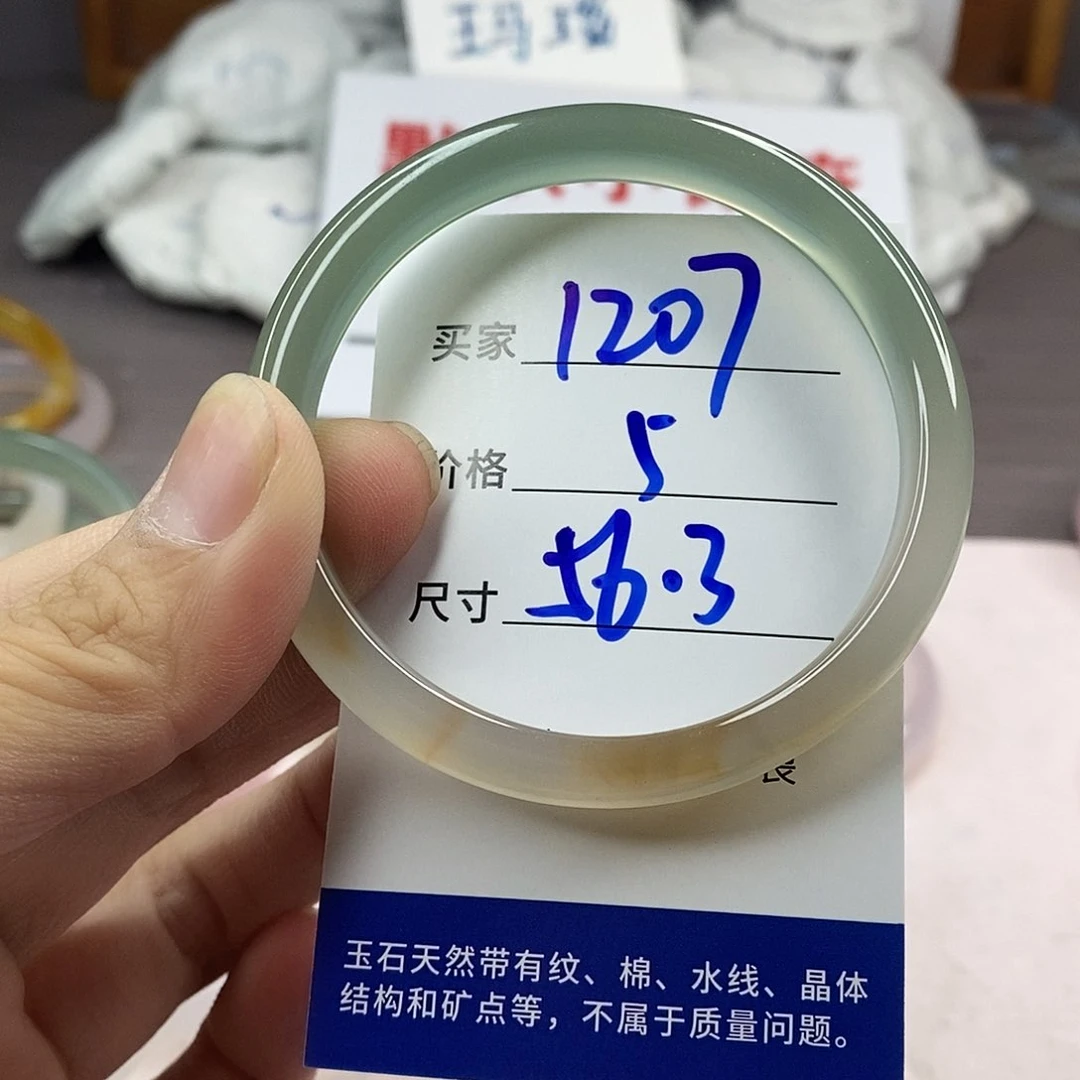 玛瑙
买家 1207
价格 5
尺寸 56.3
玉石天然带有纹、棉、水线、晶体
结构和矿点等，不属于质量问题。